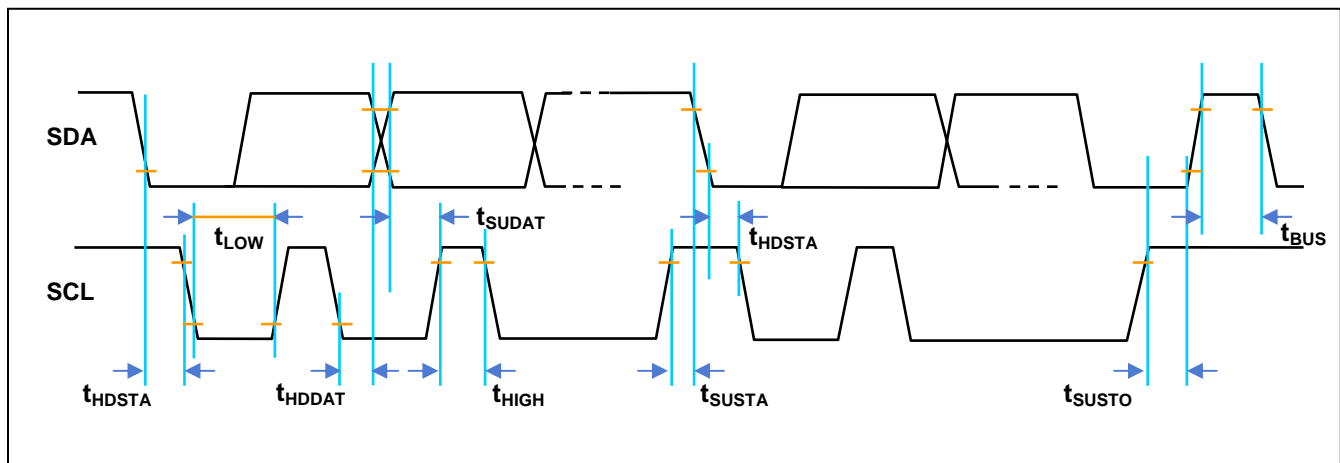 SDA
tSUDAT
tLOW
tHDSTA
tBUS
SCL
tHDSTA
tHDDAT
tHIGH
tSUSTA
tSUSTO